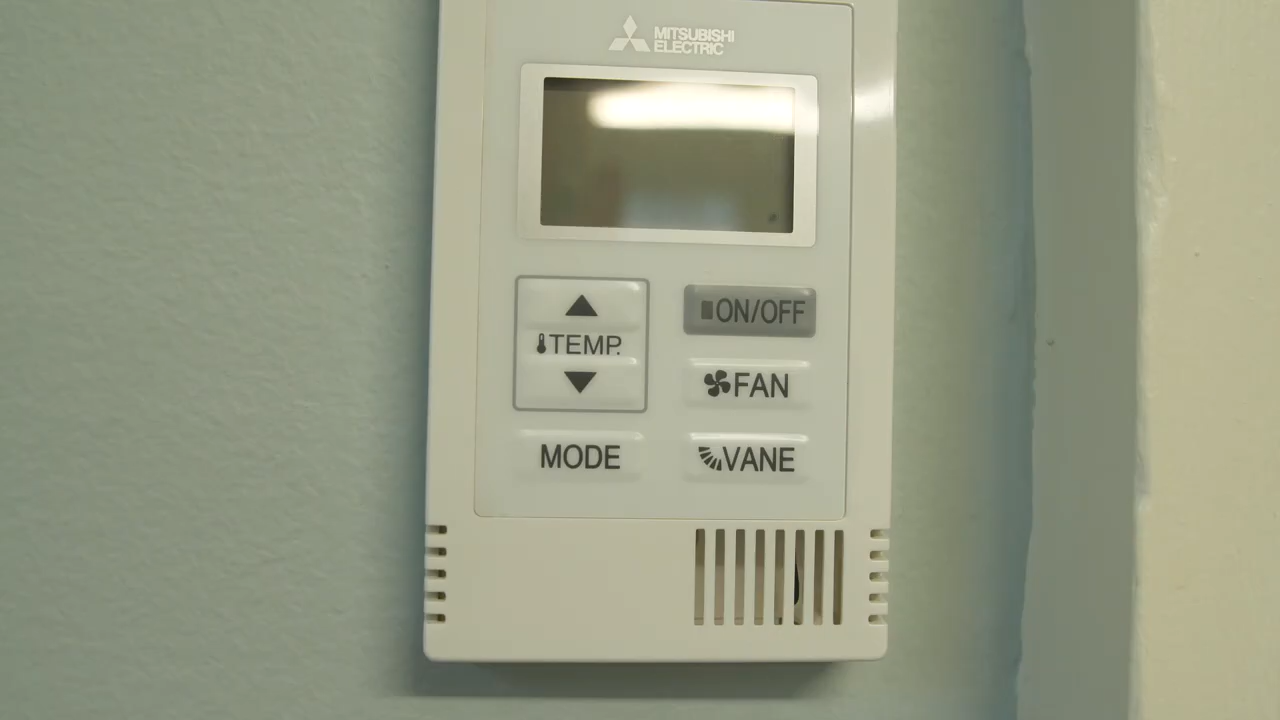 MITSUBISHI
ELECTRIC
TEMP.
ON/OFF
FAN
MODE
VANE